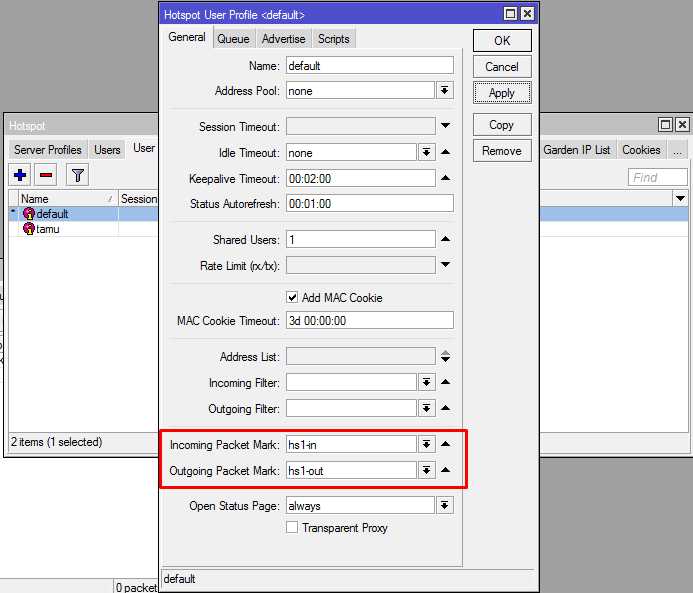 Hotspot User Profile <default>
General Queue Advertise Scripts
Name: default
Address Pool: none
Session Timeout:
Idle Timeout: none
Keepalive Timeout: 00:02:00
Status Autorefresh: 00:01:00
Shared Users: 1
Rate Limit (rx/tx):
Add MAC Cookie
MAC Cookie Timeout: 3d 00:00:00
Address List:
Incoming Filter:
Outgoing Filter:
Incoming Packet Mark: hs1-in
Outgoing Packet Mark: hs1-out
Open Status Page: always
Transparent Proxy
default
OK
Cancel
Apply
Copy
Remove
Hotspot
Server Profiles Users User
Garden IP List Cookies ...
Find
Name / Session
* default
tamu
2 items (1 selected)
0 packet